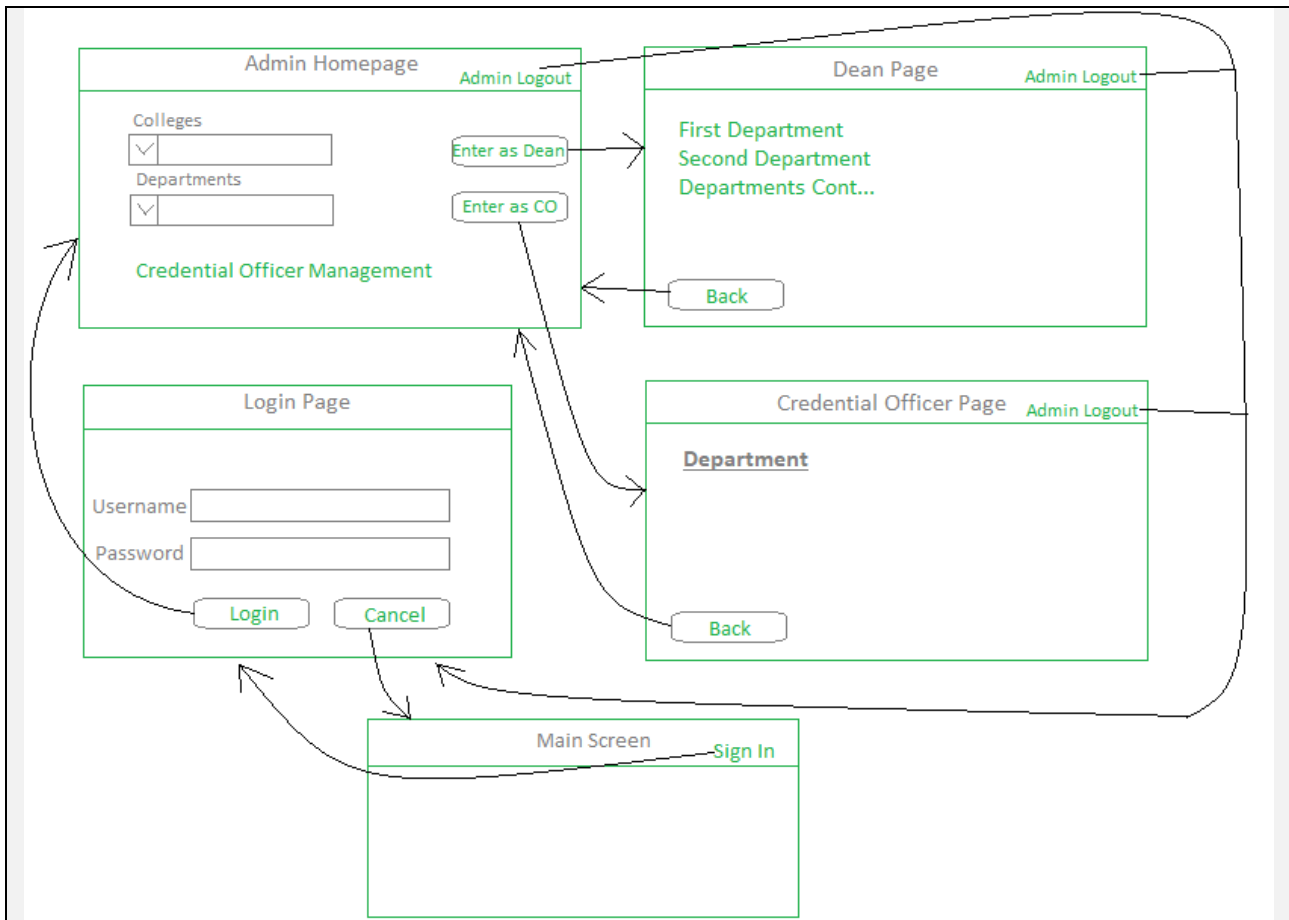 Admin Homepage
Admin Logout
Colleges
Departments
Enter as Dean
Enter as CO
Credential Officer Management
Dean Page
Admin Logout
First Department
Second Department
Departments Cont...
Back
Login Page
Username
Password
Login
Cancel
Credential Officer Page
Admin Logout
Department
Back
Main Screen
Sign In